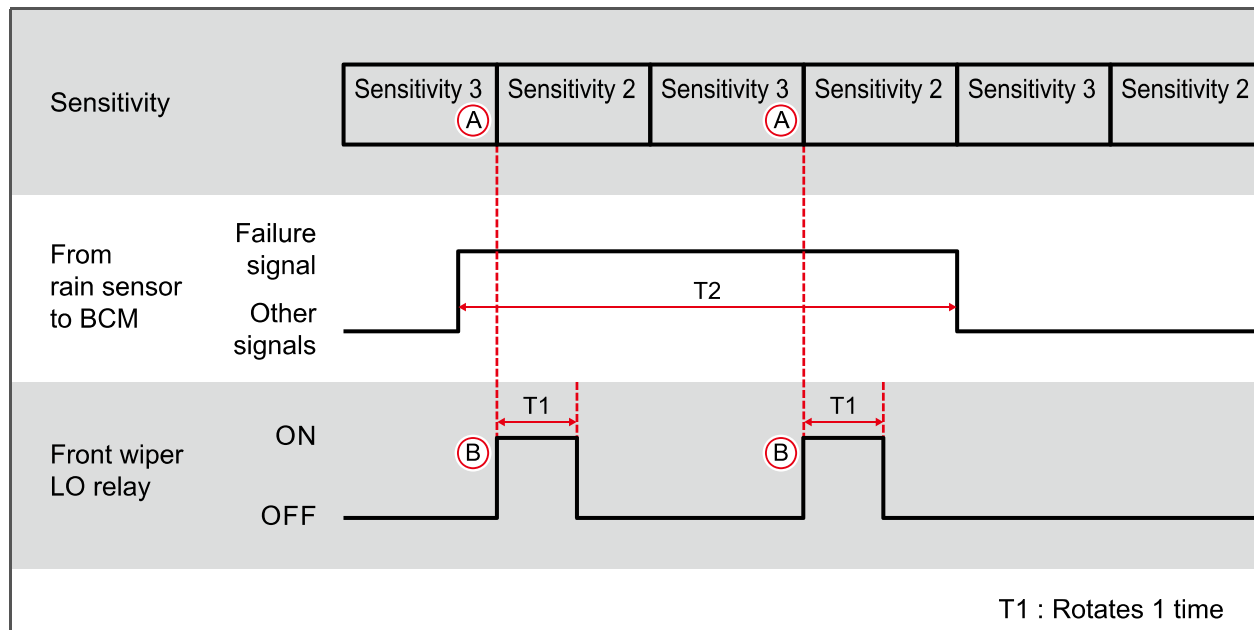 Sensitivity
Sensitivity 3
A
Sensitivity 2
Sensitivity 3
A
Sensitivity 2
Sensitivity 3
Sensitivity 2
From
rain sensor
to BCM
Failure
signal
Other
signals
T2
Front wiper
LO relay
ON
OFF
B
T1
B
T1
T1 : Rotates 1 time